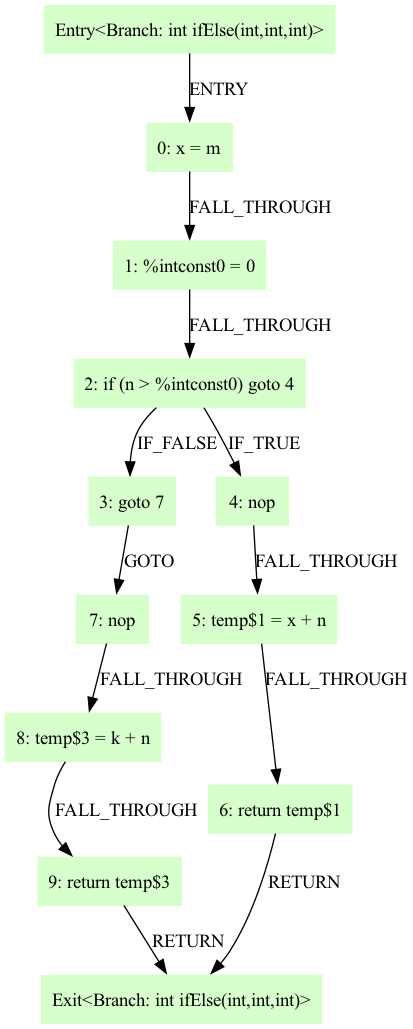 Entry<Branch: int ifElse(int,int,int)>
ENTRY
0: x = m
FALL_THROUGH
1: %intconst0 = 0
FALL_THROUGH
2: if (n > %intconst0) goto 4
IF_FALSE
IF_TRUE
3: goto 7
4: nop
GOTO
FALL_THROUGH
7: nop
5: temp$1 = x + n
FALL_THROUGH
FALL_THROUGH
8: temp$3 = k + n
FALL_THROUGH
6: return temp$1
9: return temp$3
RETURN
RETURN
Exit<Branch: int ifElse(int,int,int)>